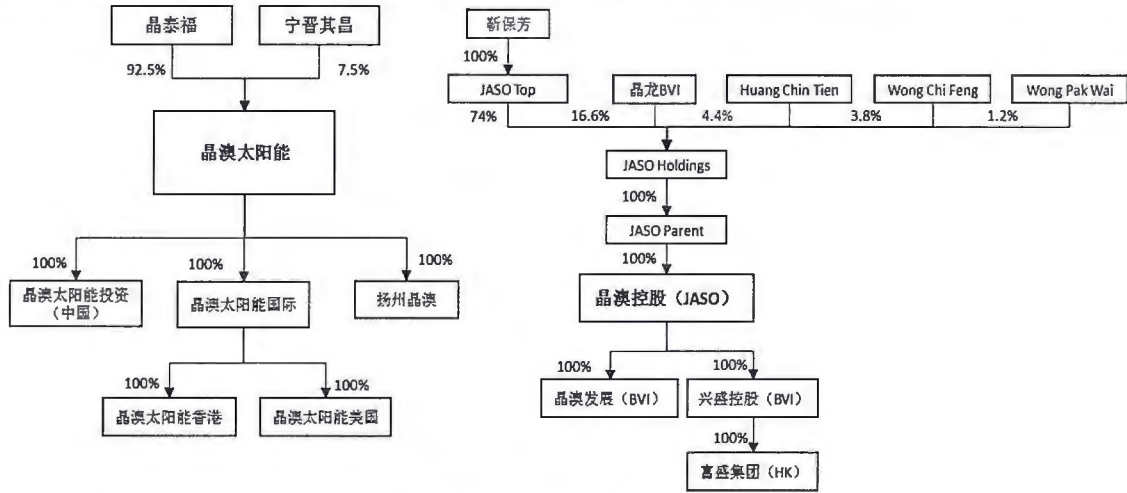 晶泰福
宁晋其昌
92.5%
7.5%
晶澳太阳能
100%
100%
100%
晶澳太阳能投资
（中国）
晶澳太阳能国际
扬州晶澳
100%
100%
晶澳太阳能香港
晶澳太阳能美国
靳保芳
100%
JASO Top
晶龙BVI
Huang Chin Tien
Wong Chi Feng
Wong Pak Wai
74%
16.6%
4.4%
3.8%
1.2%
JASO Holdings
100%
JASO Parent
100%
晶澳控股（JASO）
100%
100%
晶澳发展（BVI）
兴盛控股（BVI）
100%
富盛集团（HK）